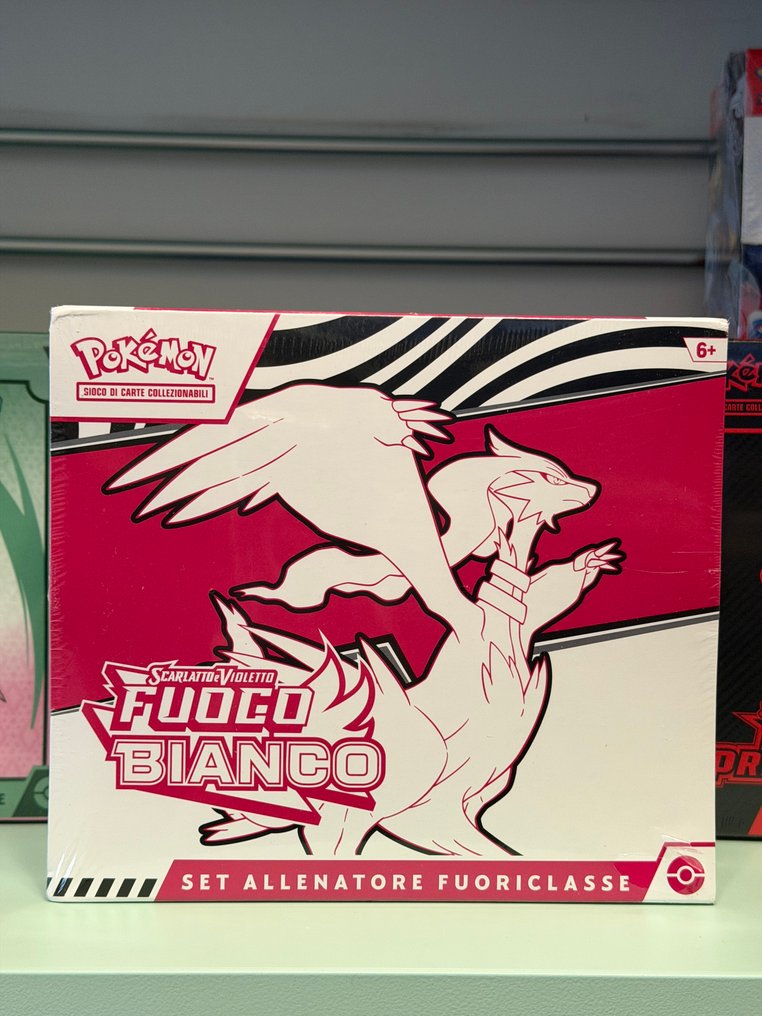 POKéMON
GIOCO DI CARTE COLLEZIONABILI
6+
SCARLATTO e VIOLETTO
FUOCO
BIANCO
SET ALLENATORE FUORICLASSE